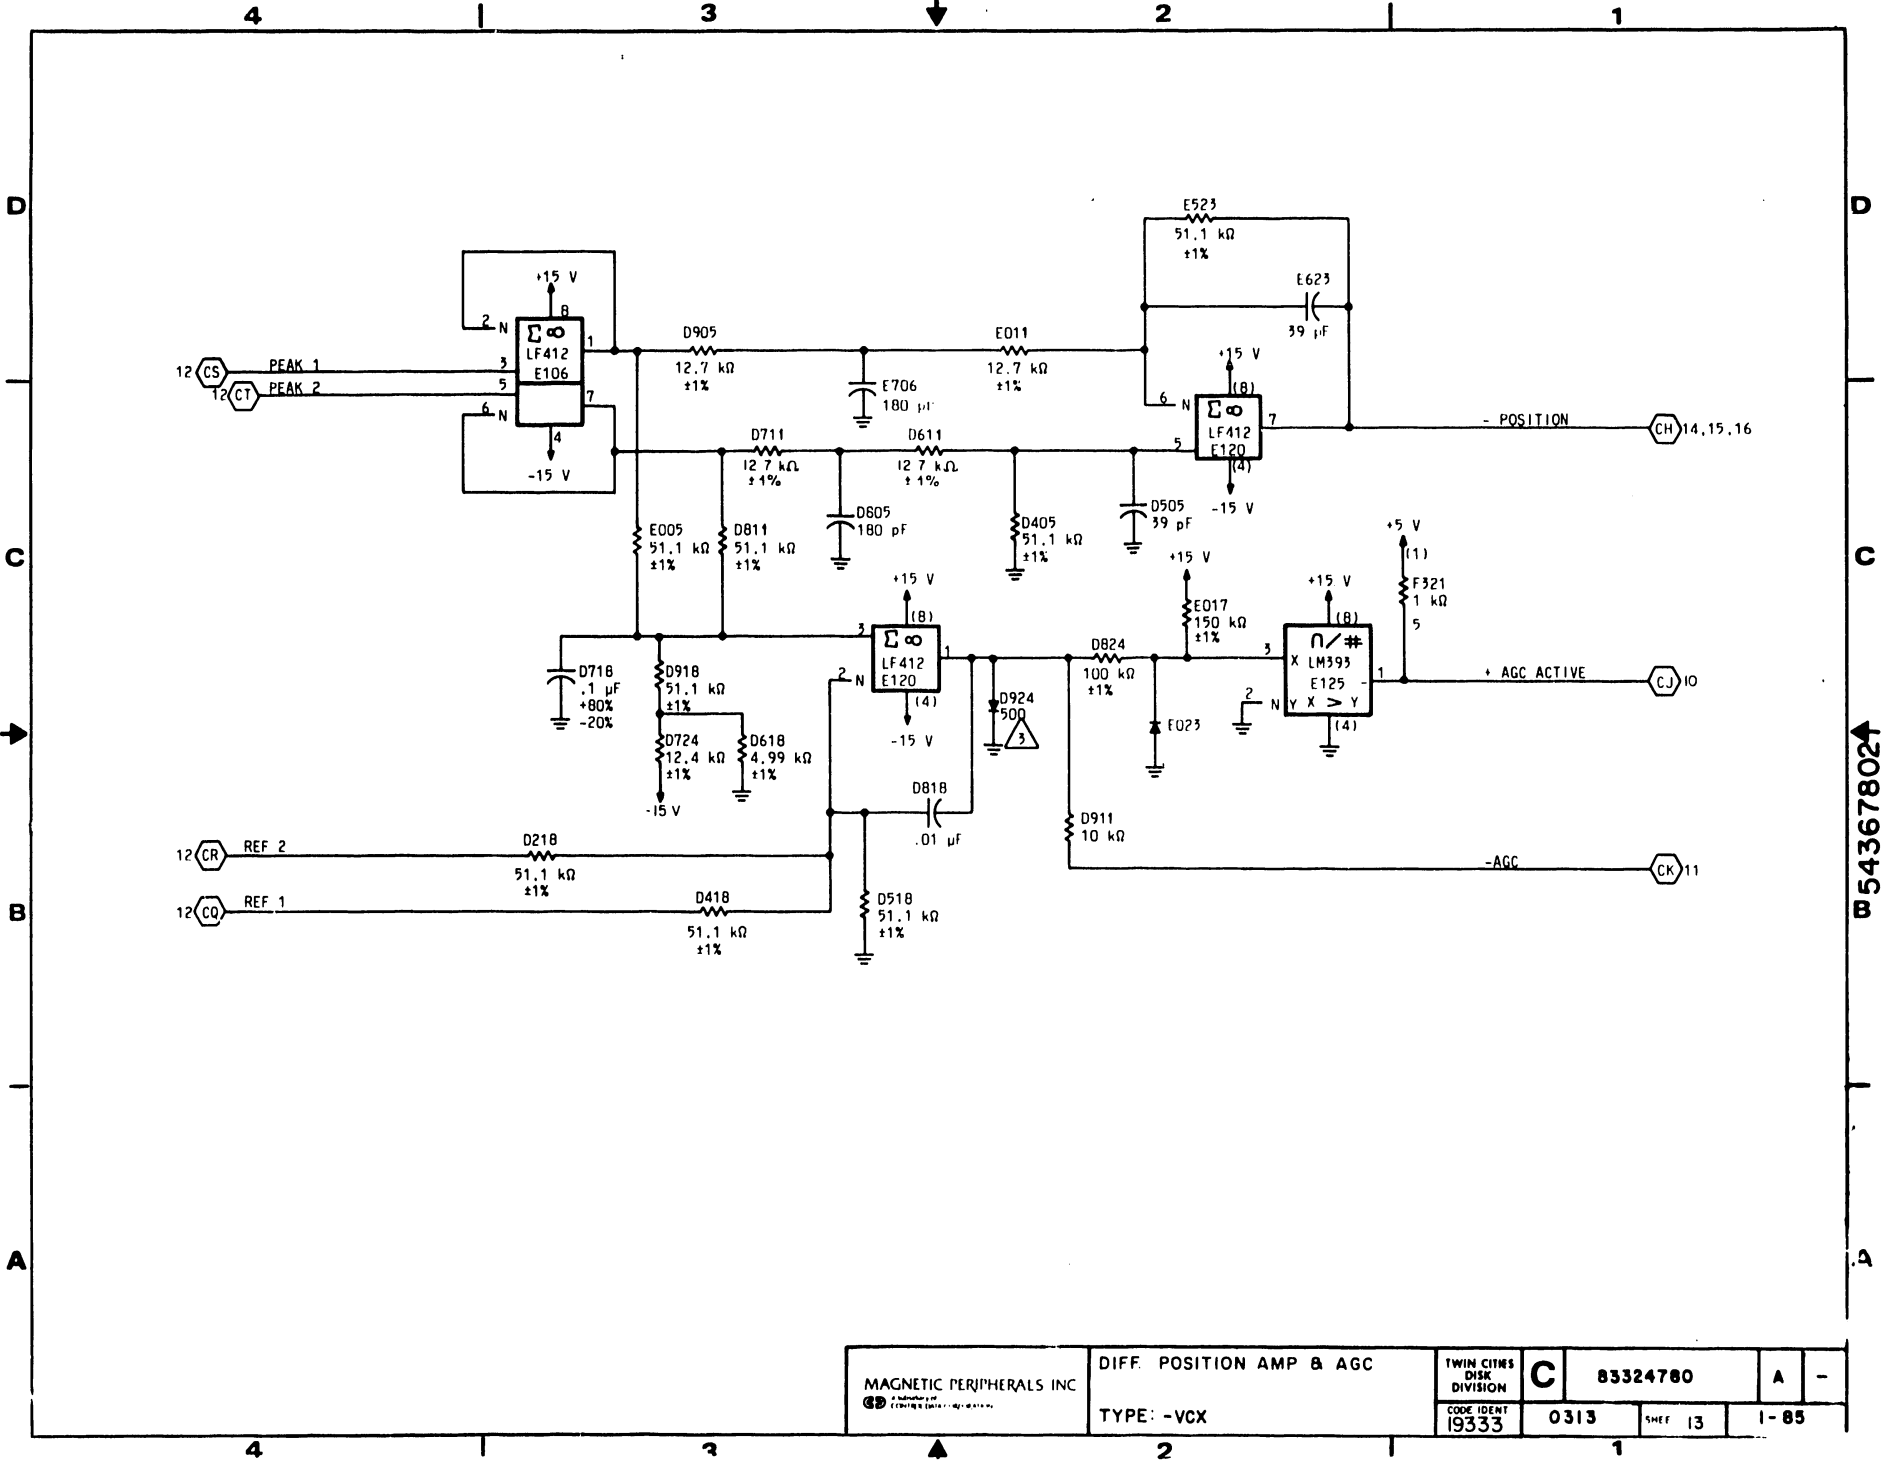 4 3 2 1
D D
E523
51.1 kΩ
±1%
+15 V
E623
8
2 N
Σ ∞
39 pF
1
D905
E011
LF412
3
12 CS PEAK 1
E106
12.7 kΩ
±1%
12.7 kΩ
±1%
+15 V
5
12 CT PEAK 2
7
E706
180 pF
(8)
6 N
6 N
Σ ∞
7
- POSITION
CH 14,15,16
4
D711
D611
LF412
5
E120
(4)
-15 V
12.7 kΩ
±1%
12.7 kΩ
±1%
-15 V
D605
180 pF
D505
39 pF
D405
51.1 kΩ
±1%
E005
51.1 kΩ
±1%
D811
51.1 kΩ
±1%
+5 V
(1)
C C
+15 V
+15 V
+15 V
F321
1 kΩ
5
E017
150 kΩ
±1%
(8)
(8)
3
Σ ∞
LF412
E120
1
2 N
(4)
-15 V
D824
100 kΩ
±1%
3
X
∩/#
LM393
E125
1
-
2
N Y X > Y
(4)
+ AGC ACTIVE
CJ 10
D718
.1 μF
+80%
-20%
D918
51.1 kΩ
±1%
D924
500
3
E023
D724
12.4 kΩ
±1%
D618
4.99 kΩ
±1%
-15 V
D818
.01 μF
D911
10 kΩ
12 CR REF 2
D218
51.1 kΩ
±1%
-AGC
CK 11
12 CQ REF 1
D418
51.1 kΩ
±1%
D518
51.1 kΩ
±1%
B B
54367802
A A
MAGNETIC PERIPHERALS INC
DIFF. POSITION AMP & AGC
TYPE: -VCX
TWIN CITIES
DISK
DIVISION
C
83324780
A
-
CODE IDENT
19333
0313
13
1-85
4 3 2 1